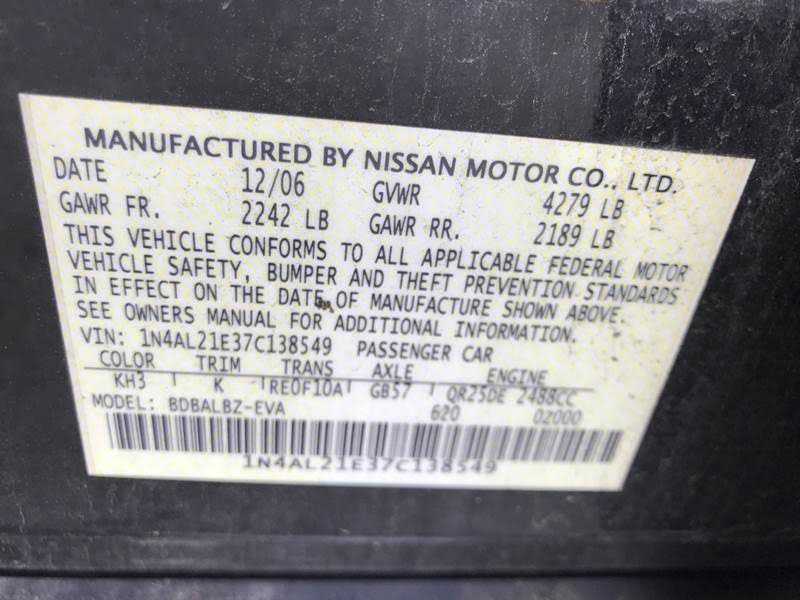 MANUFACTURED BY NISSAN MOTOR CO., LTD.
DATE 12/06 GVWR 4279 LB
GAWR FR. 2242 LB GAWR RR. 2189 LB
THIS VEHICLE CONFORMS TO ALL APPLICABLE FEDERAL MOTOR
VEHICLE SAFETY, BUMPER AND THEFT PREVENTION STANDARDS
IN EFFECT ON THE DATE OF MANUFACTURE SHOWN ABOVE.
SEE OWNERS MANUAL FOR ADDITIONAL INFORMATION.
VIN: 1N4AL21E37C138549 PASSENGER CAR
COLOR TRIM TRANS AXLE ENGINE
KH3 K RE0F10A GB57 QR25DE 2488CC
MODEL: BDBALBZ-EVA 620 02000
1N4AL21E37C138549